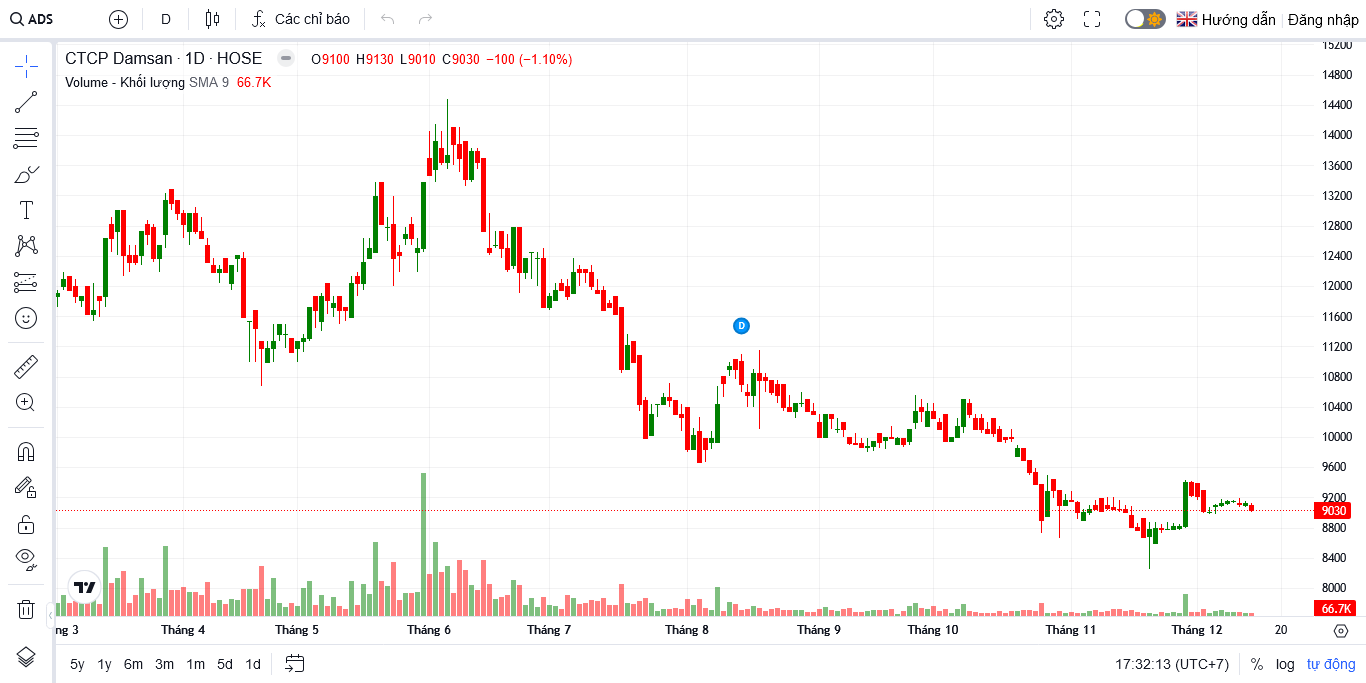 ADS D Các chỉ báo Hướng dẫn Đăng nhập
CTCP Damsan · 1D · HOSE O9100 H9130 L9010 C9030 −100 (−1.10%)
Volume - Khối lượng SMA 9 66.7K
15200
14800
14400
14000
13600
13200
12800
12400
12000
11600
11200
10800
10400
10000
9600
9200
9030
8800
8400
8000
66.7K
D
ng 3 Tháng 4 Tháng 5 Tháng 6 Tháng 7 Tháng 8 Tháng 9 Tháng 10 Tháng 11 Tháng 12 20
5y 1y 6m 3m 1m 5d 1d 17:32:13 (UTC+7) % log tự động